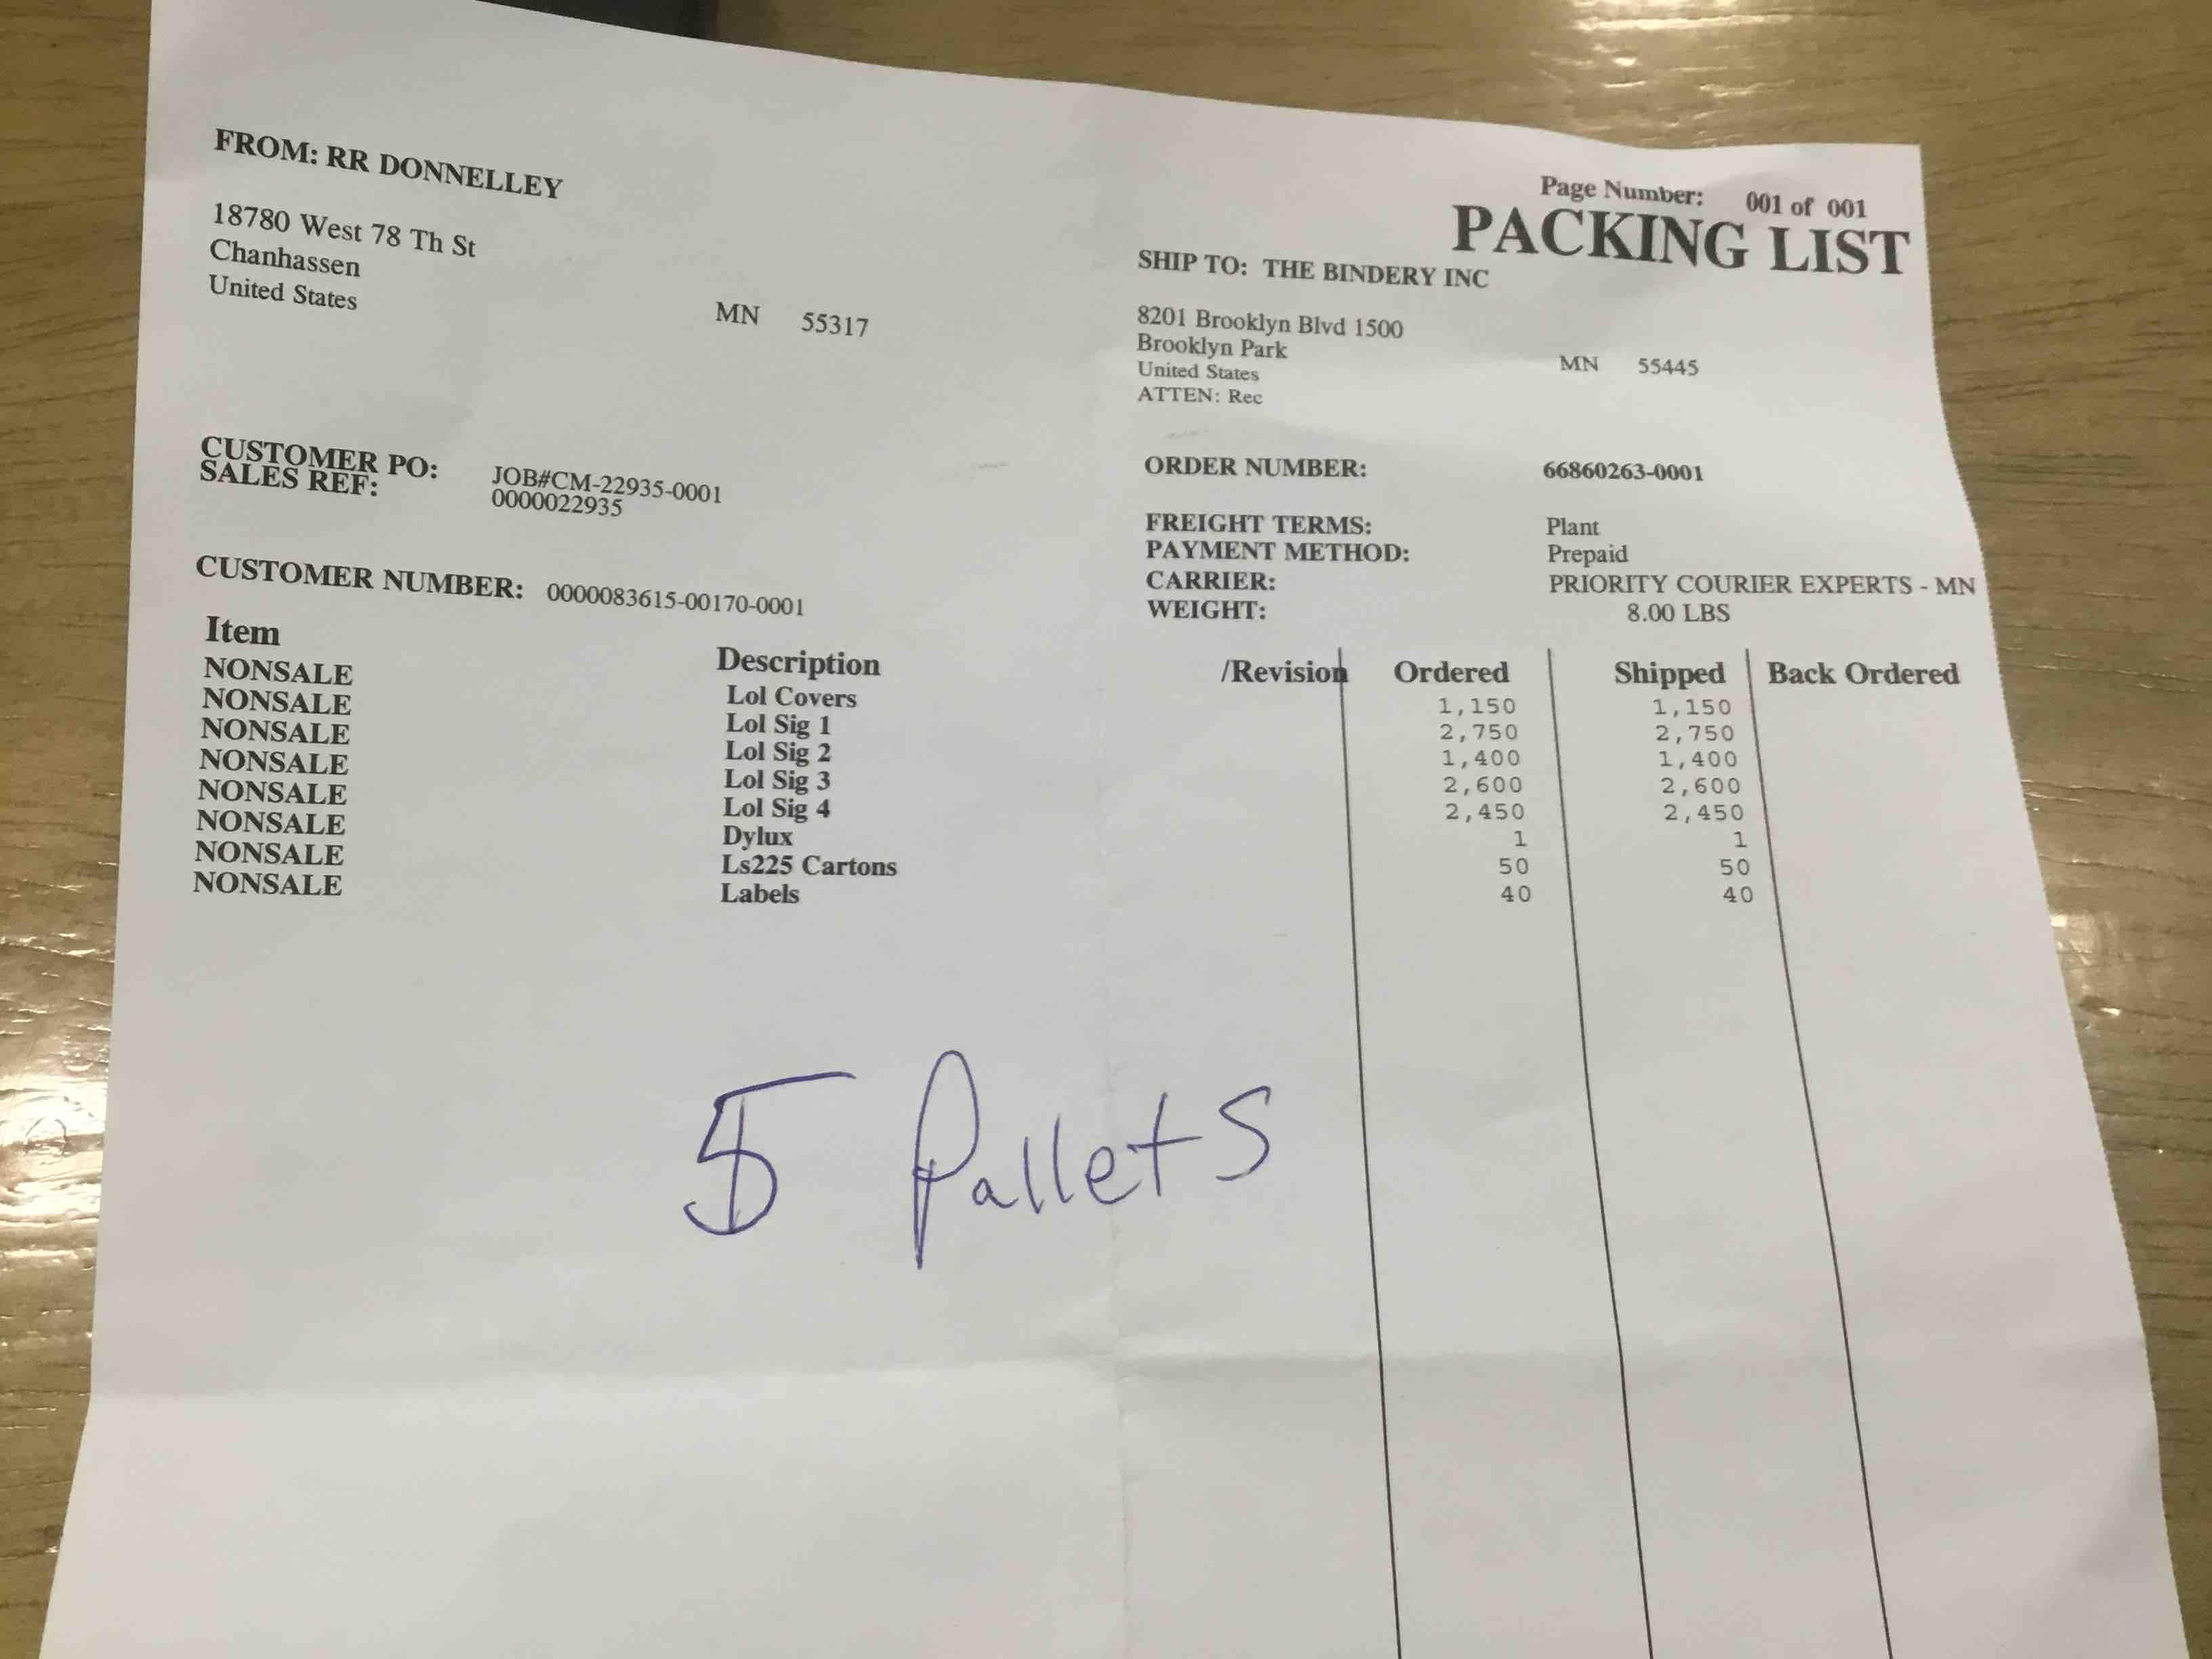 FROM: RR DONNELLEY
18780 West 78 Th St
Chanhassen
United States
MN 55317
Page Number: 001 of 001
PACKING LIST
SHIP TO: THE BINDERY INC
8201 Brooklyn Blvd 1500
Brooklyn Park
United States
MN 55445
ATTEN: Rec
CUSTOMER PO: JOB#CM-22935-0001
SALES REF: 0000022935
CUSTOMER NUMBER: 0000083615-00170-0001
ORDER NUMBER: 66860263-0001
FREIGHT TERMS: Plant
PAYMENT METHOD: Prepaid
CARRIER: PRIORITY COURIER EXPERTS - MN
WEIGHT: 8.00 LBS
Item Description /Revision Ordered Shipped Back Ordered
NONSALE Lol Covers 1,150 1,150
NONSALE Lol Sig 1 2,750 2,750
NONSALE Lol Sig 2 1,400 1,400
NONSALE Lol Sig 3 2,600 2,600
NONSALE Lol Sig 4 2,450 2,450
NONSALE Dylux 1 1
NONSALE Ls225 Cartons 50 50
NONSALE Labels 40 40
5 Pallets